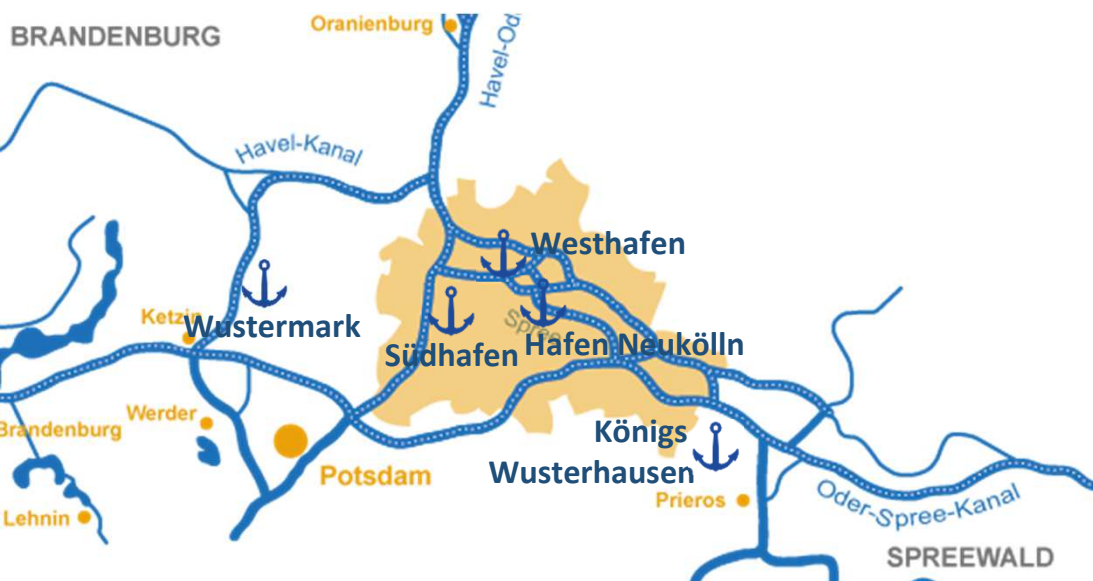 Oranienburg
BRANDENBURG
Havel-Od
Havel-Kanal
Westhafen
Ketzin
Wustermark
Spree
Südhafen
Hafen Neukölln
Werder
Brandenburg
Königs
Wusterhausen
Potsdam
Prieros
Oder-Spree-Kanal
Lehnin
SPREEWALD